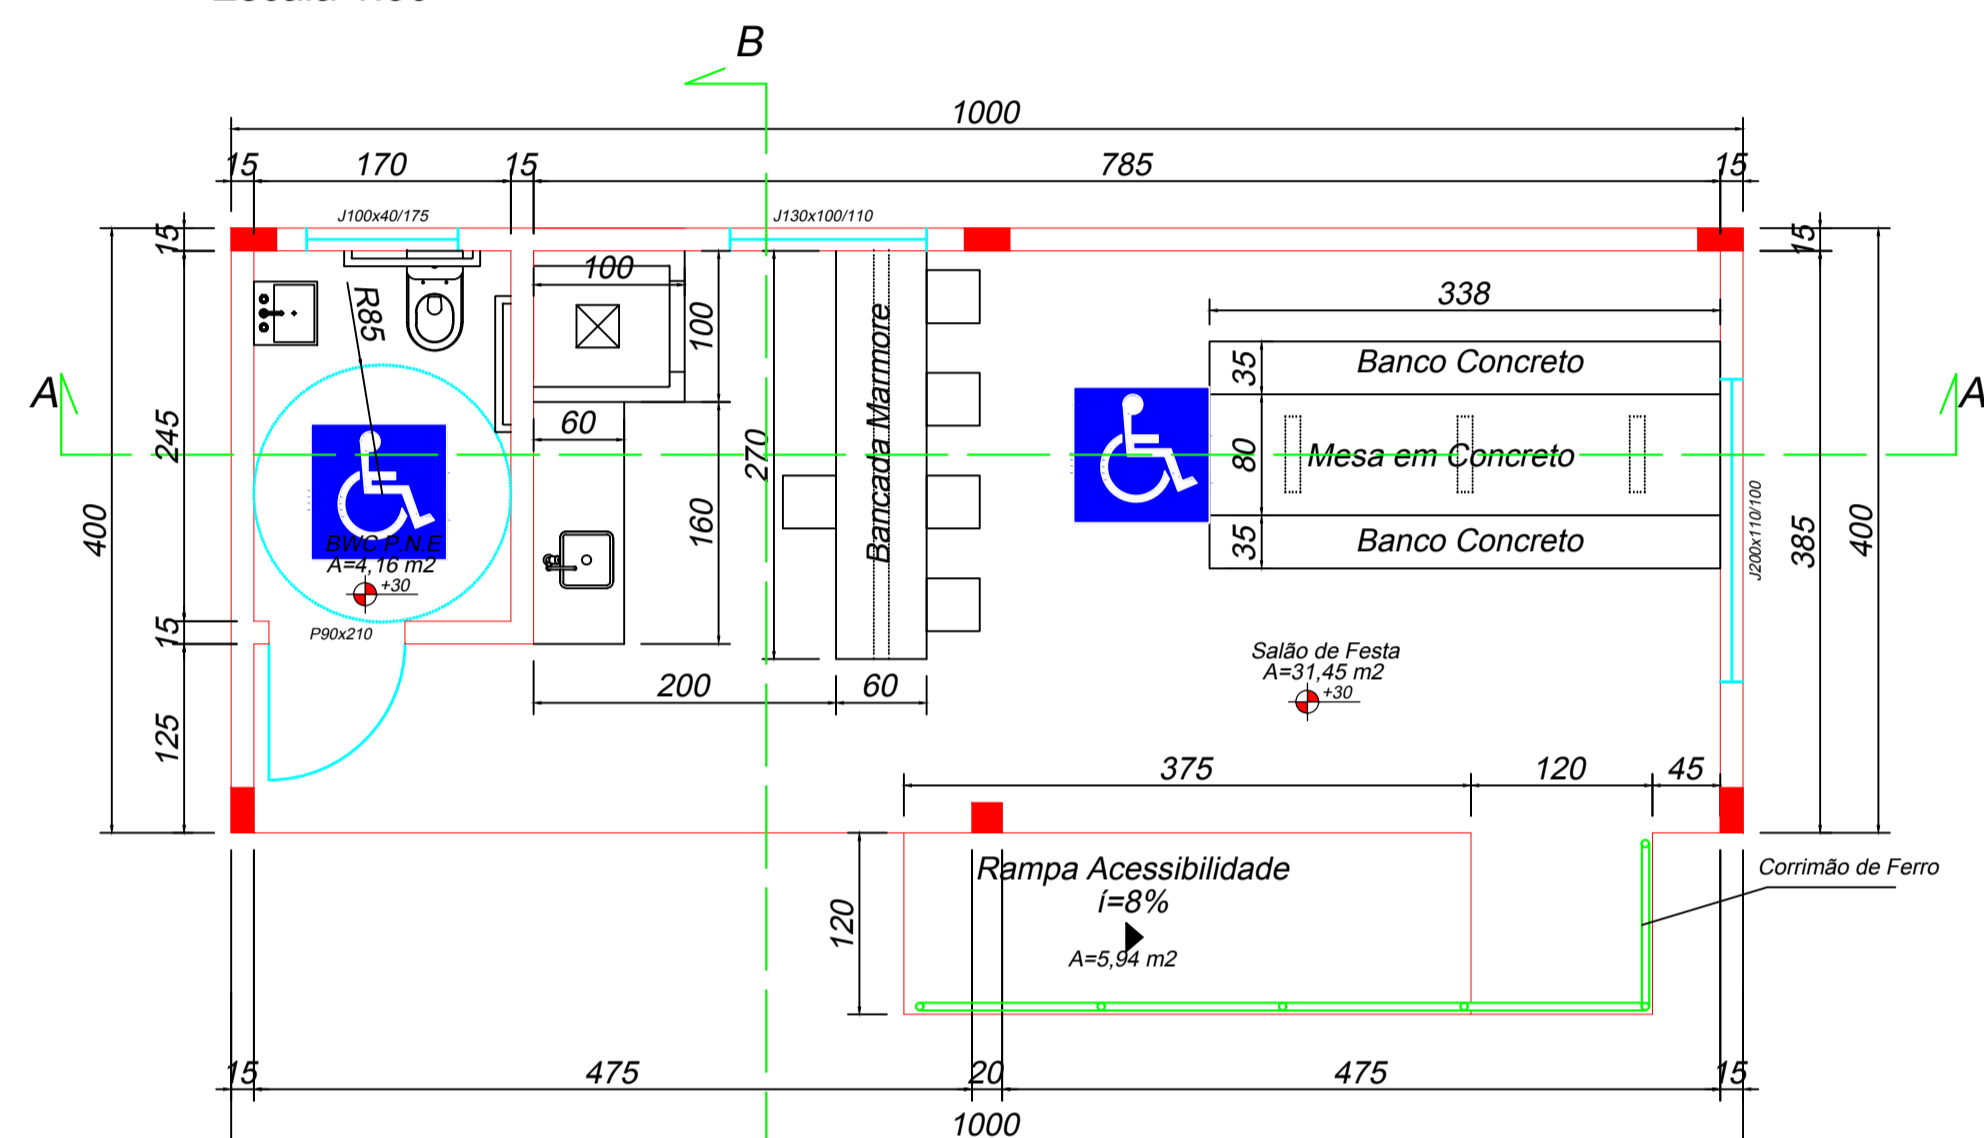 B
1000
15 170 15 785 15
J100x40/175
J130x100/110
15
15
100
R85
338
100
Banco Concreto
35
A
A
245
60
270
Bancada Marmore
80
Mesa em Concreto
400
160
35
Banco Concreto
J200x110/100
385
400
BWC P.N.E
A=4,16 m2
+30
15
P90x210
Salão de Festa
A=31,45 m2
+30
200 60
125
375 120 45
Rampa Acessibilidade
í=8%
A=5,94 m2
120
Corrimão de Ferro
15 475 20 475 15
1000